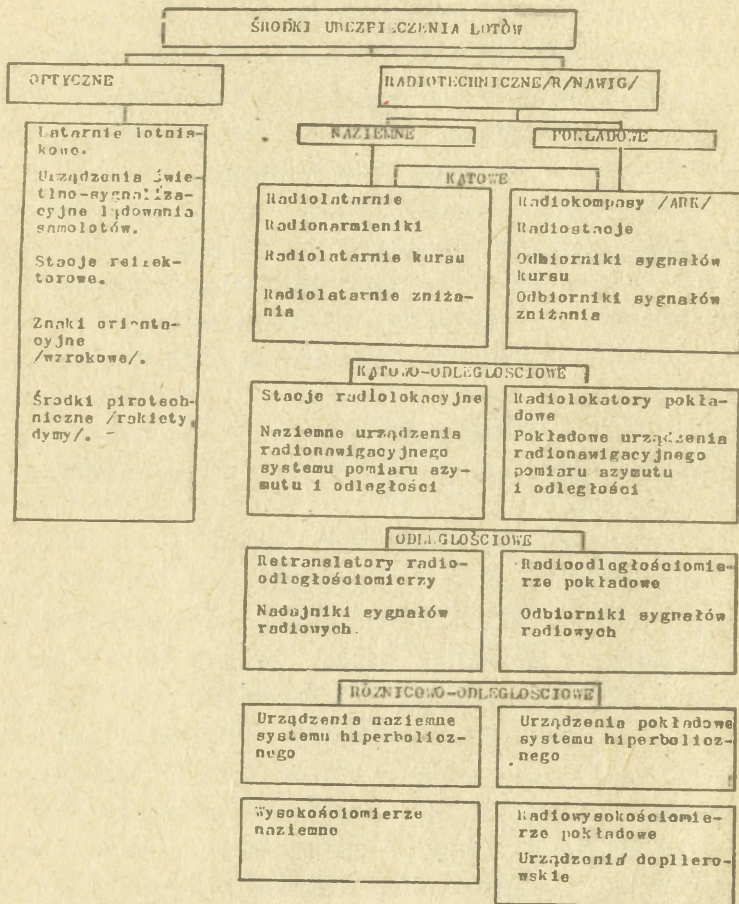 ŚRODKI UBEZPIECZENIA LOTÓW
OPTYCZNE
Latarnie lotnis-
kowe.
Urządzenia świe-
tlno-sygnaliza-
cyjne lądowania
samolotów.
Stacje reflek-
torowe.
Znaki orienta-
cyjne
/wzrokowe/.
Środki pirotech-
niczne /rakiety,
dymy/. -
RADIOTECHNICZNE/R/NAWIG/
NAZIEMNE
POKŁADOWE
KĄTOWE
Radiolatarnie
Radionamierniki
Radiolatarnie kursu
Radiolatarnie zniża-
nia
Radiokompasy /ARK/
Radiostacje
Odbiorniki sygnałów
kursu
Odbiorniki sygnałów
zniżania
KĄTOWO-ODLEGŁOŚCIOWE
Stacje radiolokacyjne
Naziemne urządzenia
radionawigacyjnego
systemu pomiaru azy-
mutu i odległości
Radiolokatory pokła-
dowe
Pokładowe urządzenia
radionawigacyjnego
pomiaru azymutu
i odległości
ODLEGŁOŚCIOWE
Retranslatory radio-
odległościomierzy
Nadajniki sygnałów
radiowych.
Radioodległościomie-
rze pokładowe
Odbiorniki sygnałów
radiowych
RÓŻNICOWO-ODLEGŁOŚCIOWE
Urządzenia naziemne
systemu hiperbolicz-
nego
Urządzenia pokładowe
systemu hiperbolicz-
nego
Wysokościomierze
naziemne
Radiowysokościomie-
rze pokładowe
Urządzenia dopllero-
wskie